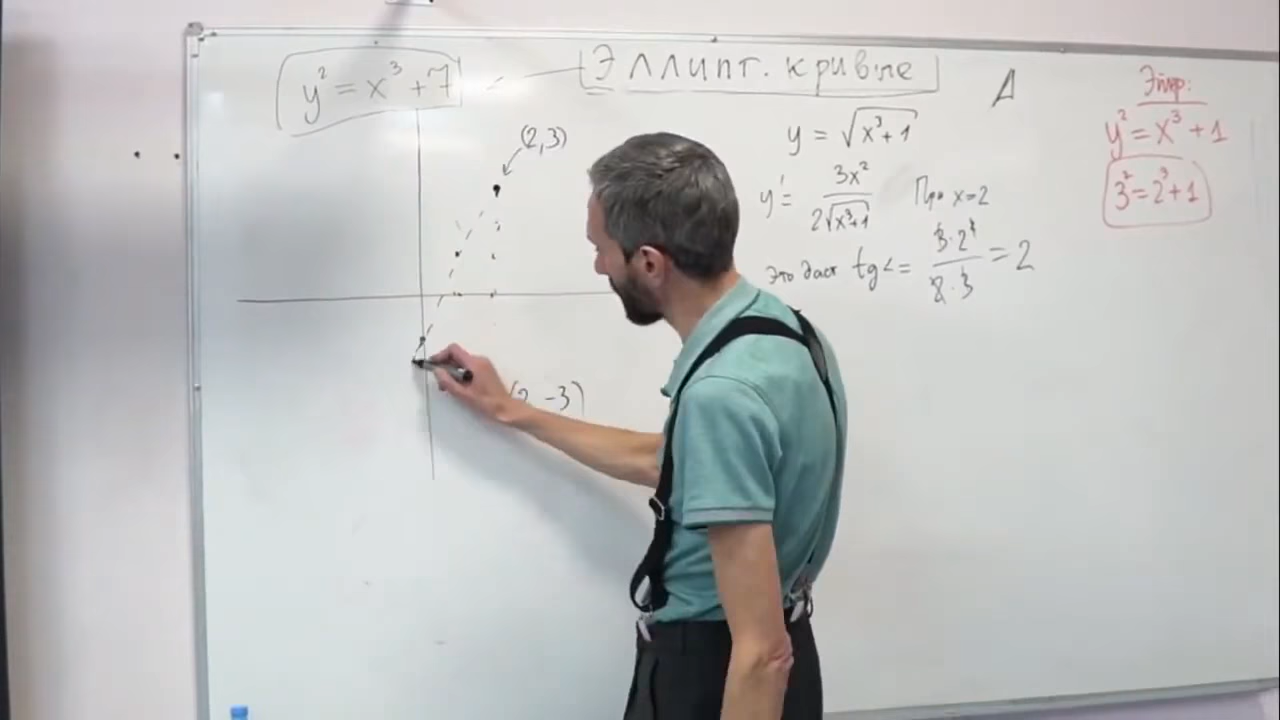 y² = x³ + 7
Эллипт. кривые
A
(2,3)
y = √(x³+1)
y' = 3x² / 2√(x³+1)
При x=2
Это даст tg∠ = 3·2² / 2·3 = 2
(2 -3)
y² = x³ + 1
3² = 2³ + 1